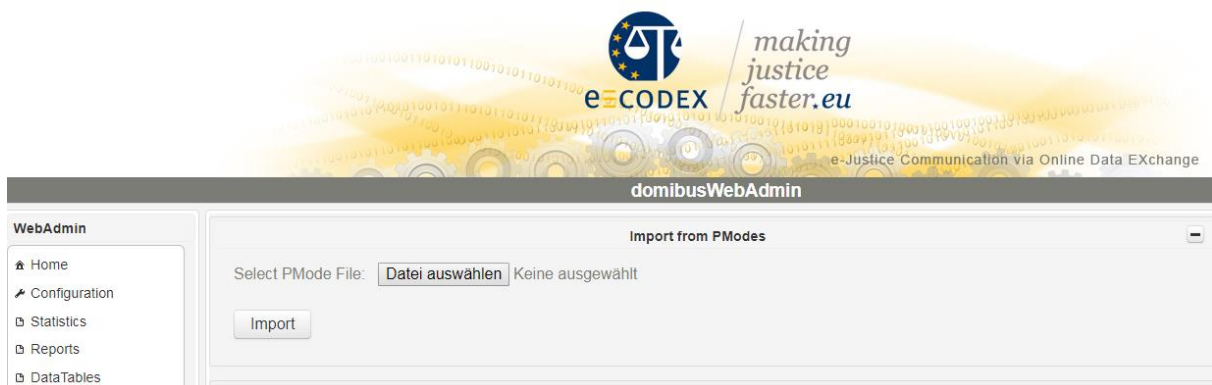 making
justice
faster.eu
e-CODEX
e-Justice Communication via Online Data EXchange
domibusWebAdmin
WebAdmin
Home
Configuration
Statistics
Reports
DataTables
Import from PModes
Select PMode File: Datei auswählen Keine ausgewählt
Import